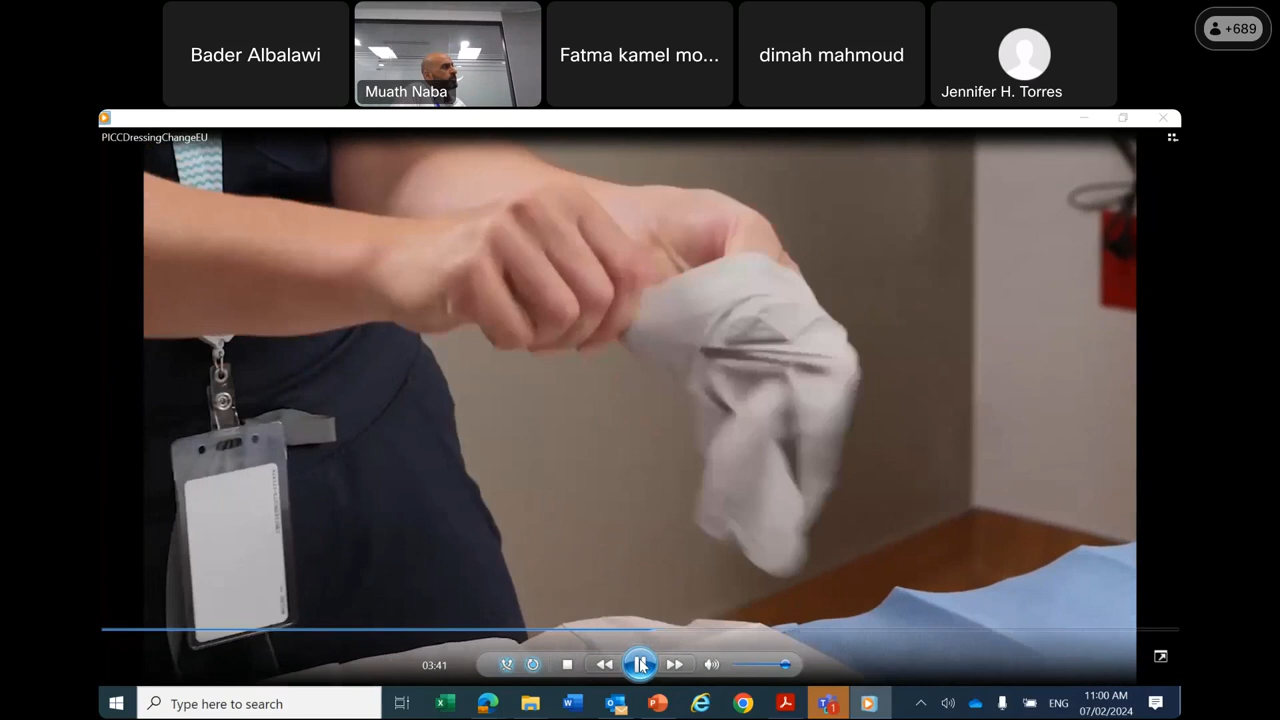 Bader Albalawi
Muath Naba
Fatma kamel mo...
dimah mahmoud
Jennifer H. Torres
+689
PICCDressingChangeEU
03:41
Type here to search
1
ENG
11:00 AM
07/02/2024